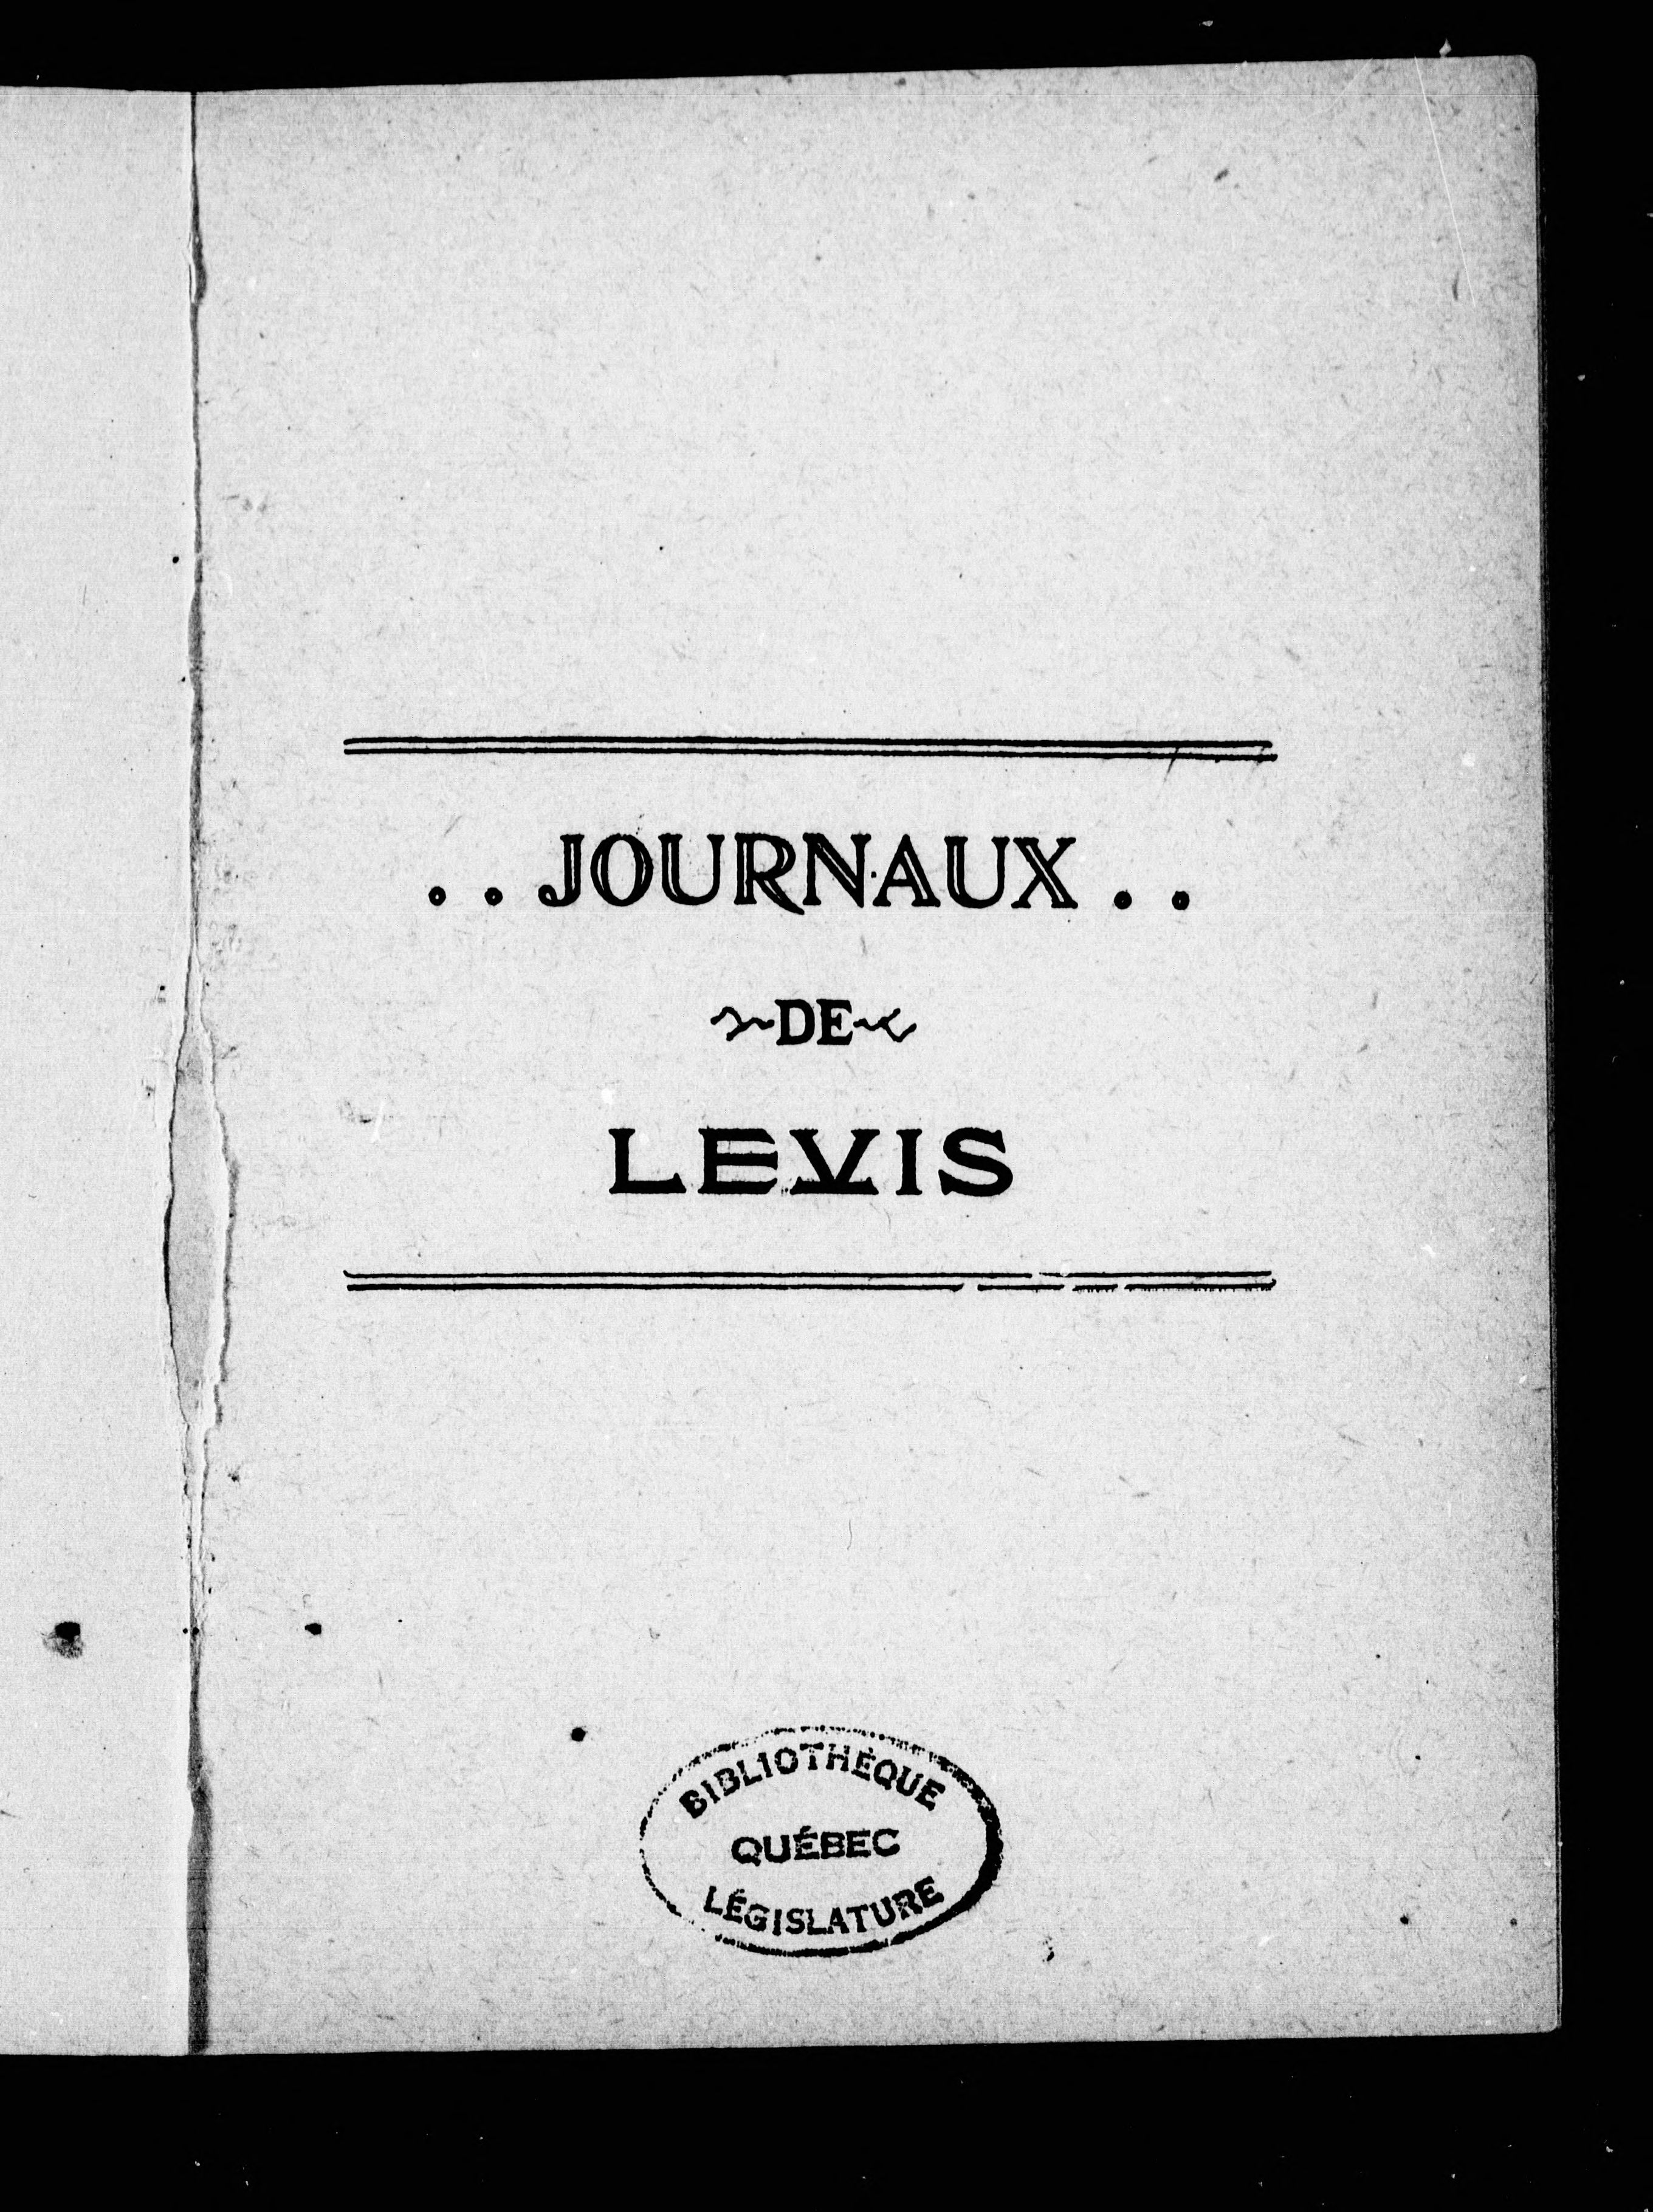 . . JOURNAUX . .
DE
LEVIS
BIBLIOTHÈQUE
QUÉBEC
LÉGISLATURE